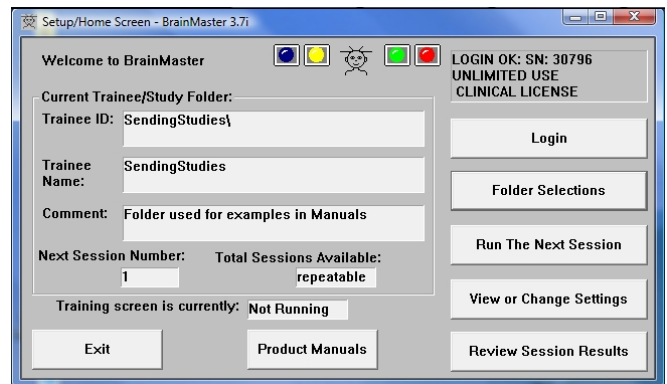 Setup/Home Screen - BrainMaster 3.7i
Welcome to BrainMaster
LOGIN OK: SN: 30796
UNLIMITED USE
CLINICAL LICENSE
Current Trainee/Study Folder:
Trainee ID: SendingStudies\
Trainee Name: SendingStudies
Comment: Folder used for examples in Manuals
Next Session Number: 1
Total Sessions Available: repeatable
Training screen is currently: Not Running
Exit
Product Manuals
Login
Folder Selections
Run The Next Session
View or Change Settings
Review Session Results